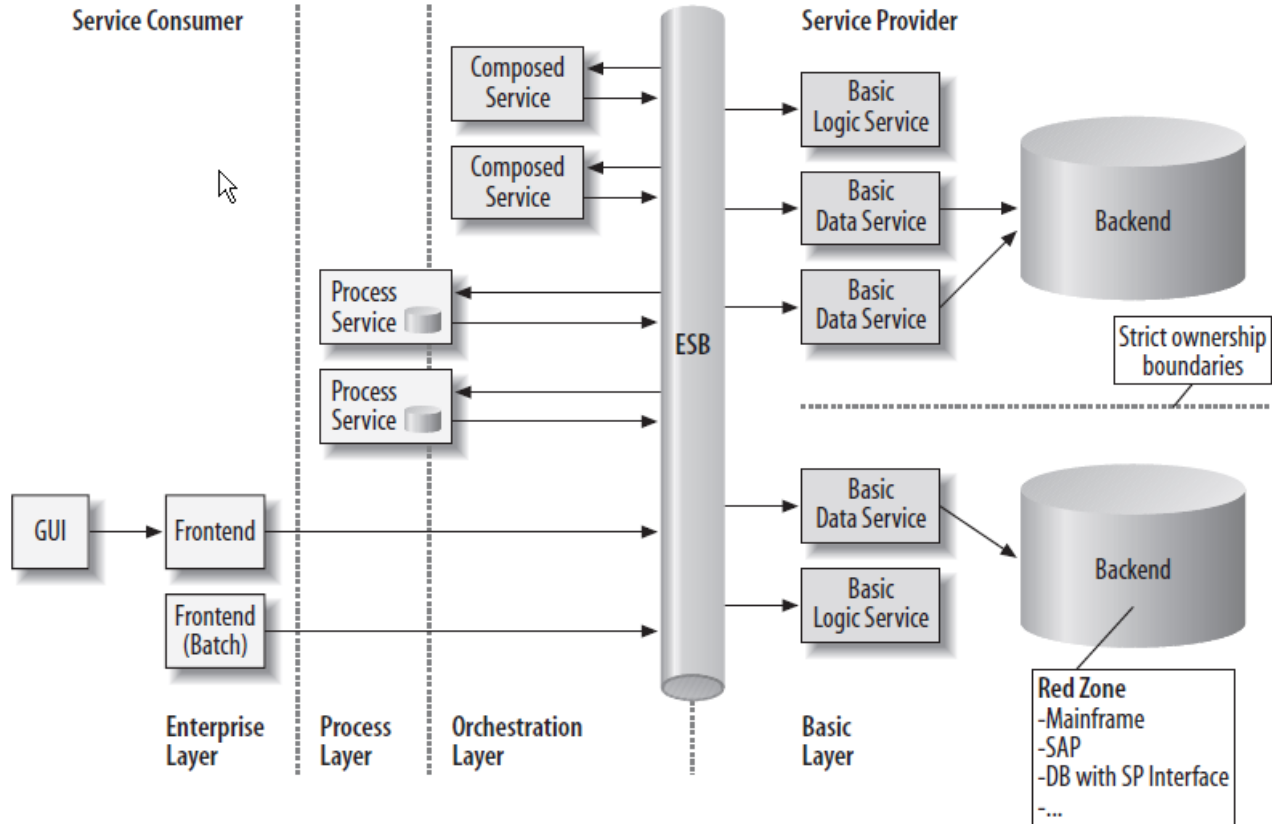 Service Consumer
Service Provider
Composed
Service
Composed
Service
Process
Service
Process
Service
GUI
Frontend
Frontend
(Batch)
ESB
Basic
Logic Service
Basic
Data Service
Basic
Data Service
Backend
Strict ownership
boundaries
Basic
Data Service
Basic
Logic Service
Backend
Red Zone
-Mainframe
-SAP
-DB with SP Interface
-...
Enterprise
Layer
Process
Layer
Orchestration
Layer
Basic
Layer